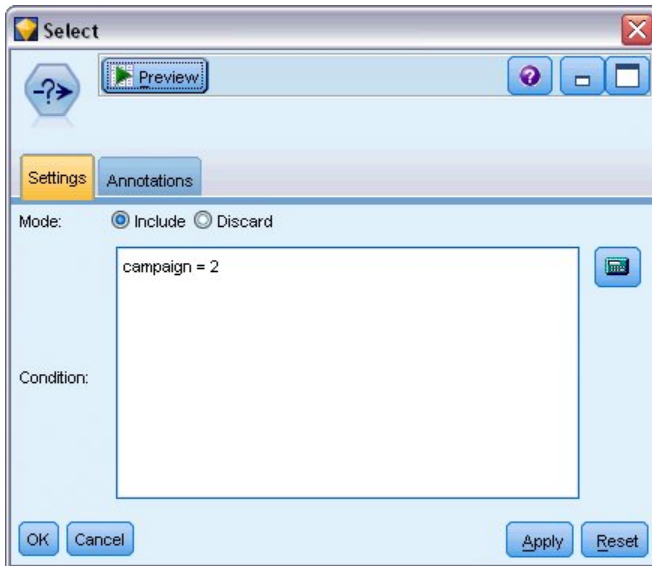 Select
-?>
Preview
?
Settings Annotations
Mode: Include Discard
campaign = 2
Condition:
OK Cancel Apply Reset